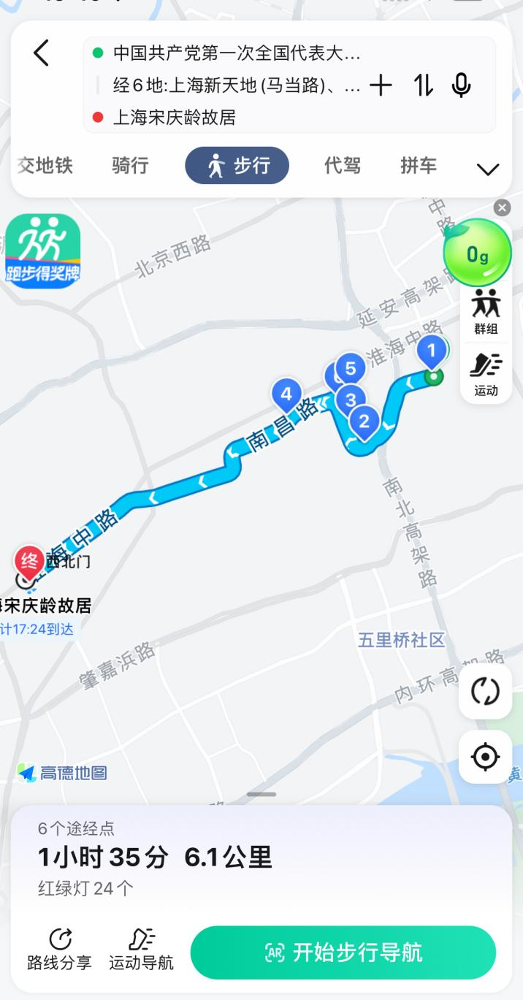 中国共产党第一次全国代表大...
经6地:上海新天地(马当路)、...
上海宋庆龄故居
交地铁
骑行
步行
代驾
拼车
跑步得奖牌
北京西路
中路
0g
延安高架路
群组
淮海中路
运动
1
5
4
3
2
南昌路
南北高架路
淮海中路
终
西北门
海宋庆龄故居
计17:24到达
五里桥社区
肇嘉浜路
内环高架路
高德地图
黄
6个途经点
1小时35分 6.1公里
红绿灯24个
路线分享
运动导航
AR 开始步行导航